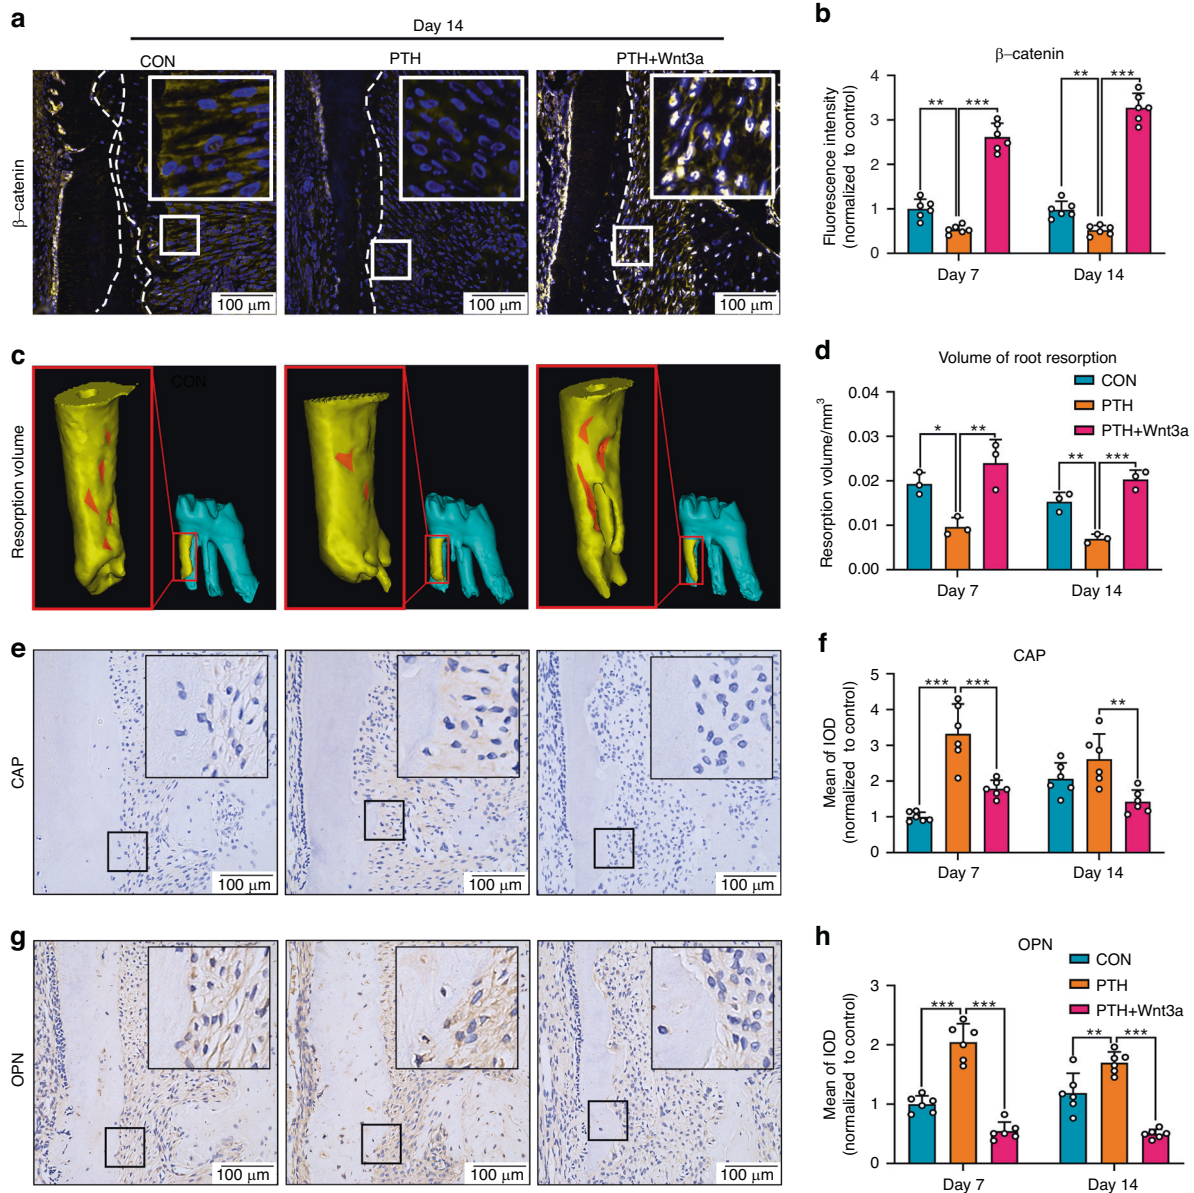 a
Day 14
CON
PTH
PTH+Wnt3a
β-catenin
100 μm
100 μm
100 μm
b
β–catenin
Fluorescence intensity
(normalized to control)
4
3
2
1
0
** ***
** ***
Day 7
Day 14
c
CON
Resorption volume
d
Volume of root resorption
CON
PTH
PTH+Wnt3a
Resorption volume/mm³
0.04
0.03
0.02
0.01
0.00
* **
** ***
Day 7
Day 14
e
CAP
100 μm
100 μm
100 μm
f
CAP
Mean of IOD
(normalized to control)
5
4
3
2
1
0
*** ***
**
Day 7
Day 14
g
OPN
100 μm
100 μm
100 μm
h
OPN
CON
PTH
PTH+Wnt3a
Mean of IOD
(normalized to control)
3
2
1
0
*** ***
** ***
Day 7
Day 14